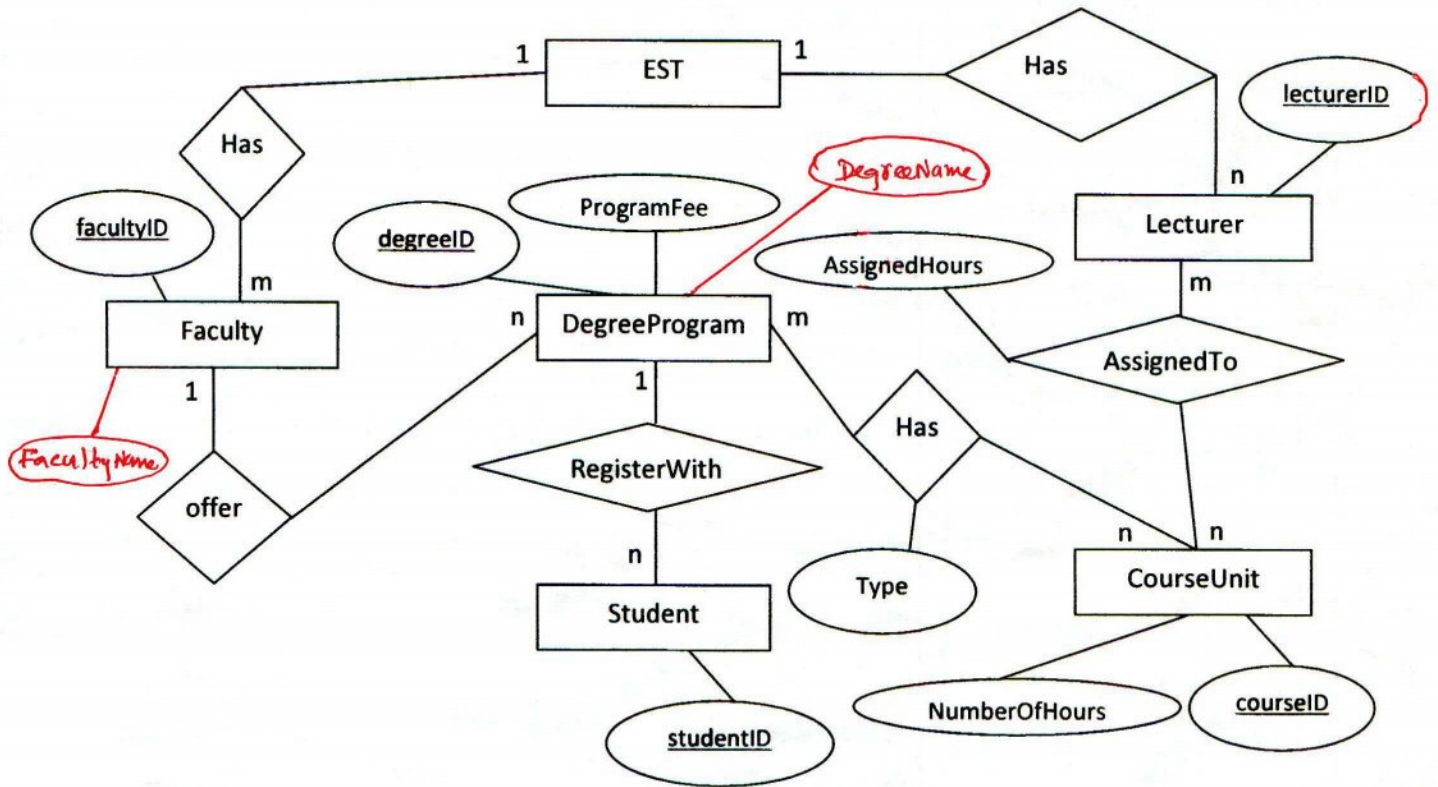 1
EST
1
Has
lecturerID
Has
DegreeName
n
ProgramFee
facultyID
degreeID
Lecturer
AssignedHours
m
m
Faculty
n
DegreeProgram
m
AssignedTo
1
1
Has
FacultyName
RegisterWith
offer
n
n
n
Type
CourseUnit
Student
NumberOfHours
courseID
studentID